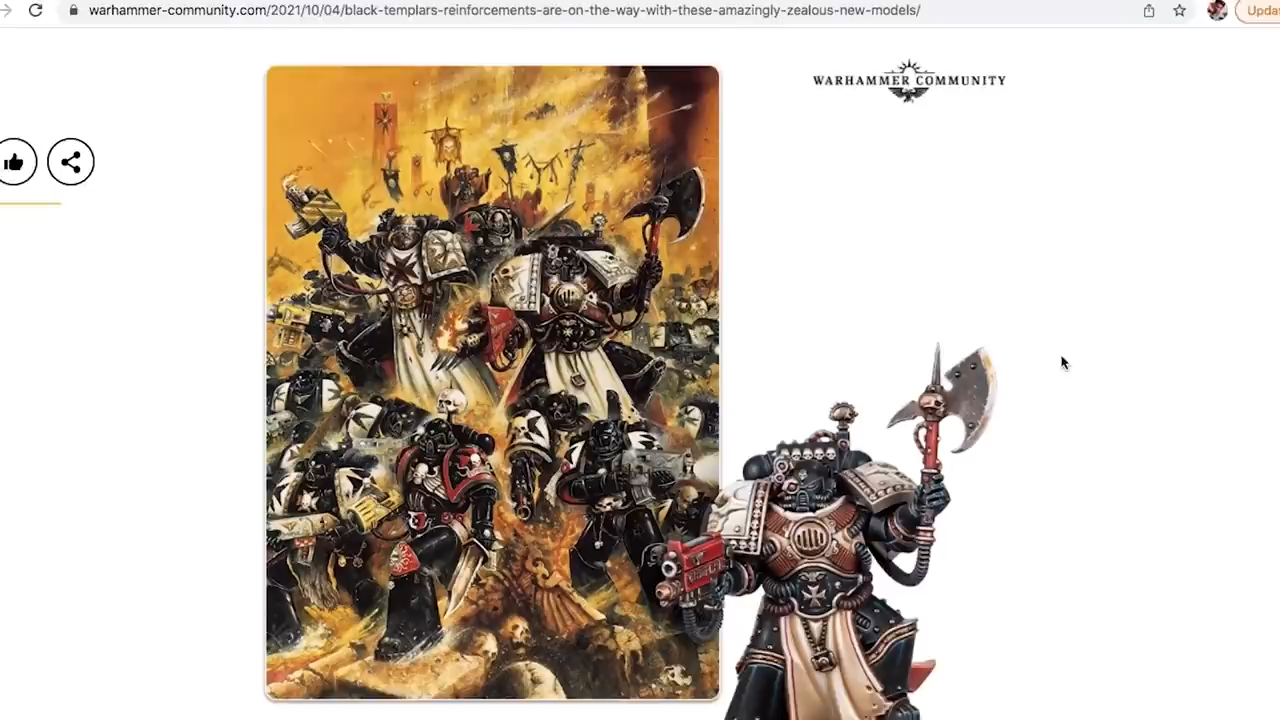 warhammer-community.com/2021/10/04/black-templars-reinforcements-are-on-the-way-with-these-amazingly-zealous-new-models/
Updat
WARHAMMER COMMUNITY